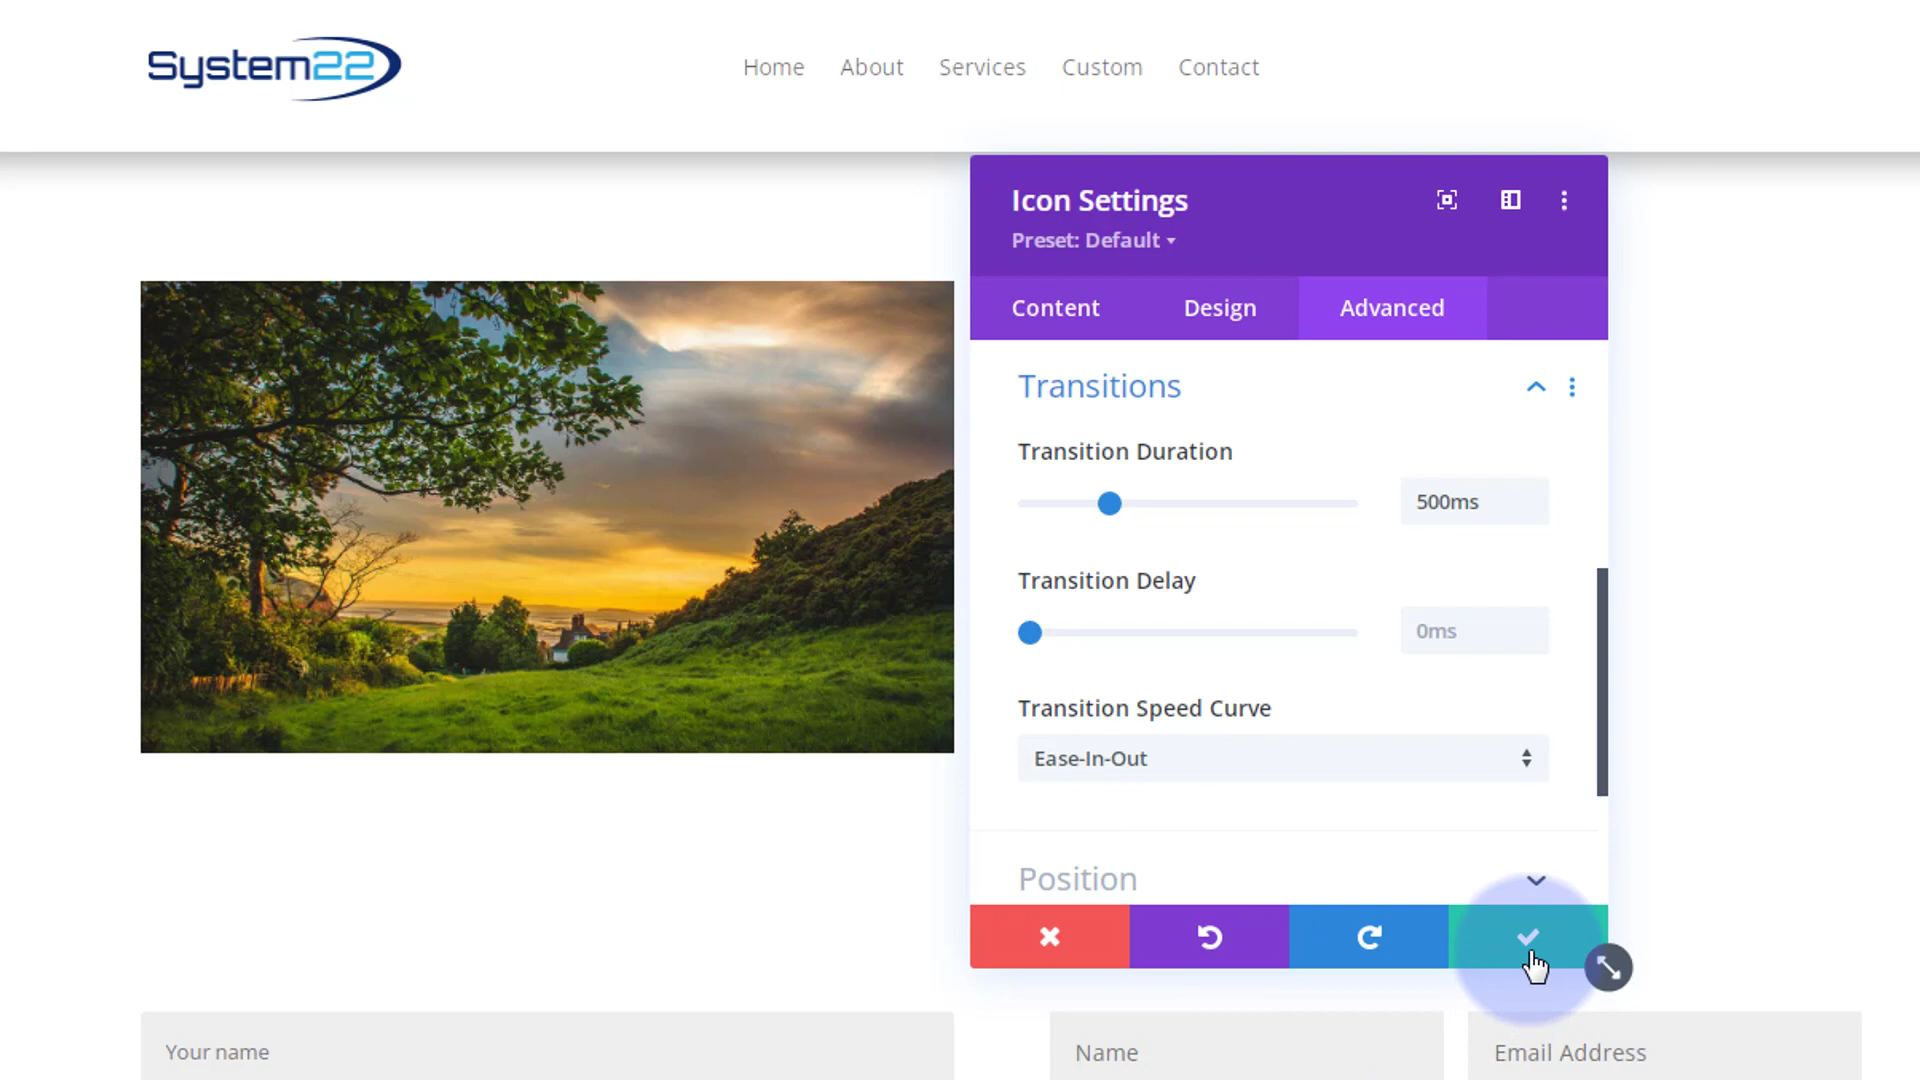 System22
Home
About
Services
Custom
Contact
Icon Settings
Preset: Default
Content
Design
Advanced
Transitions
Transition Duration
500ms
Transition Delay
0ms
Transition Speed Curve
Ease-In-Out
Position
Your name
Name
Email Address